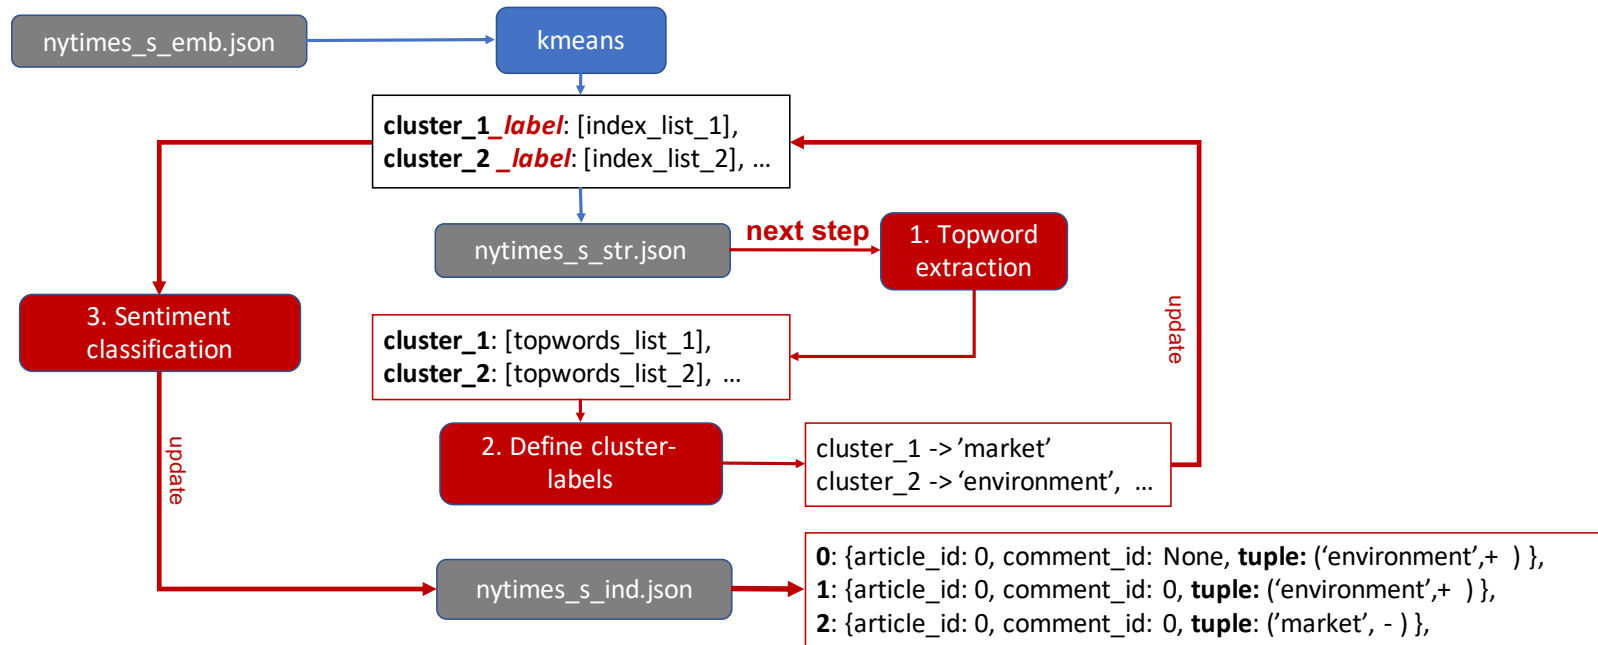 nytimes_s_emb.json
kmeans
cluster_1_label: [index_list_1],
cluster_2 _label: [index_list_2], ...
nytimes_s_str.json
next step
1. Topword
extraction
update
3. Sentiment
classification
cluster_1: [topwords_list_1],
cluster_2: [topwords_list_2], ...
2. Define cluster-
labels
cluster_1 -> ’market’
cluster_2 -> ‘environment’, ...
update
nytimes_s_ind.json
0: {article_id: 0, comment_id: None, tuple: (‘environment’,+ ) },
1: {article_id: 0, comment_id: 0, tuple: (‘environment’,+ ) },
2: {article_id: 0, comment_id: 0, tuple: (’market’, - ) },